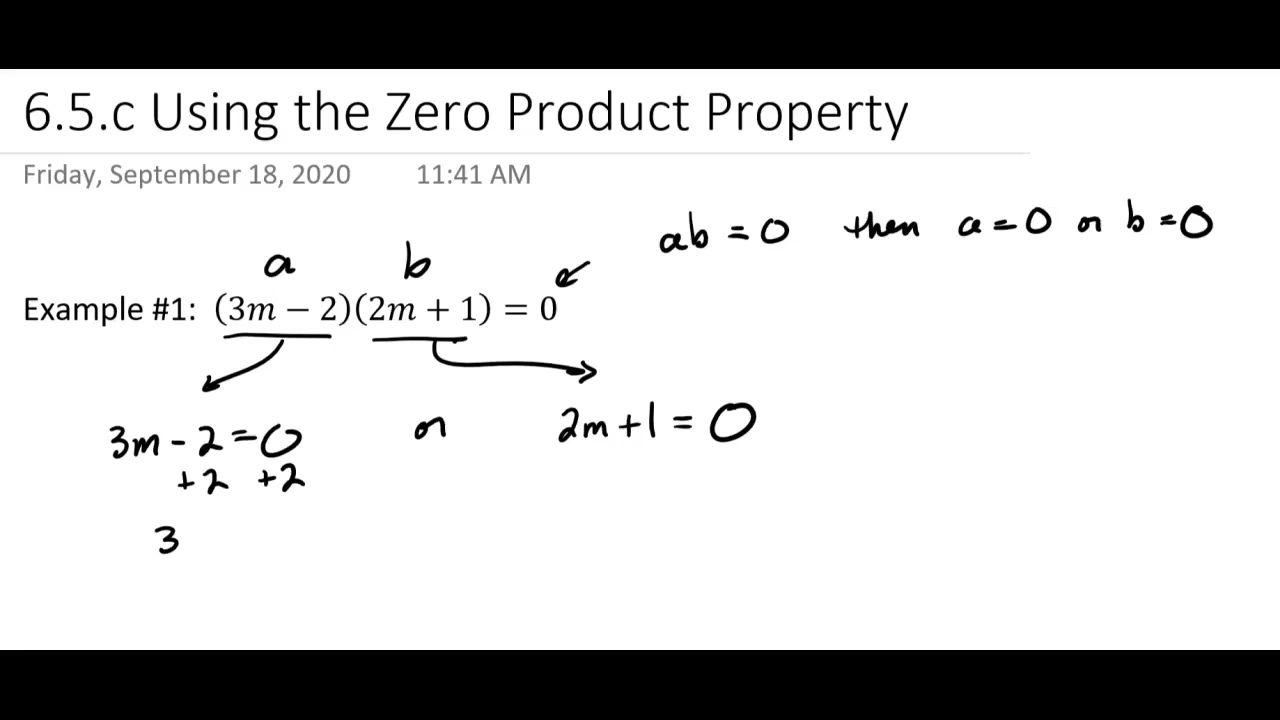 6.5.c Using the Zero Product Property
Friday, September 18, 2020 11:41 AM
ab = 0 then a = 0 or b = 0
a b
Example #1: (3m − 2)(2m + 1) = 0
3m - 2 = 0 or 2m + 1 = 0
+2 +2
3